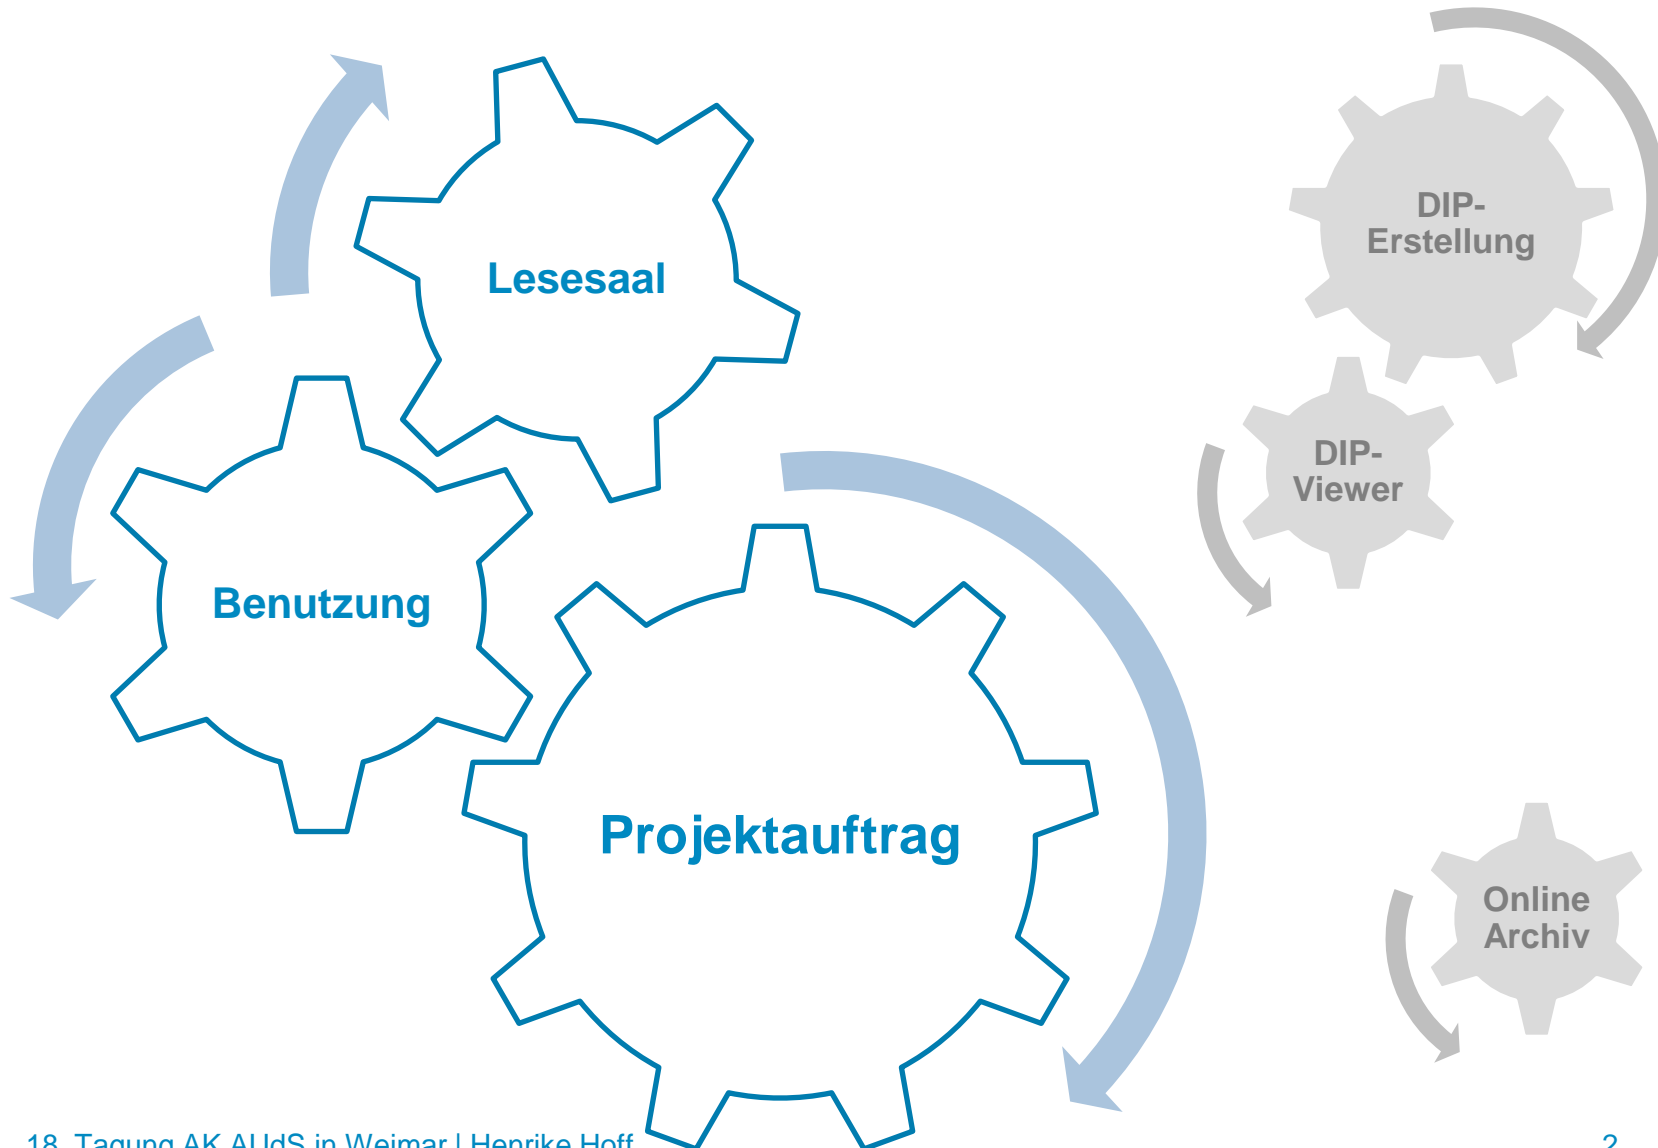 Lesesaal
Benutzung
Projektauftrag
DIP-
Erstellung
DIP-
Viewer
Online
Archiv
18. Tagung AK AUdS in Weimar | Henrike Hoff
2